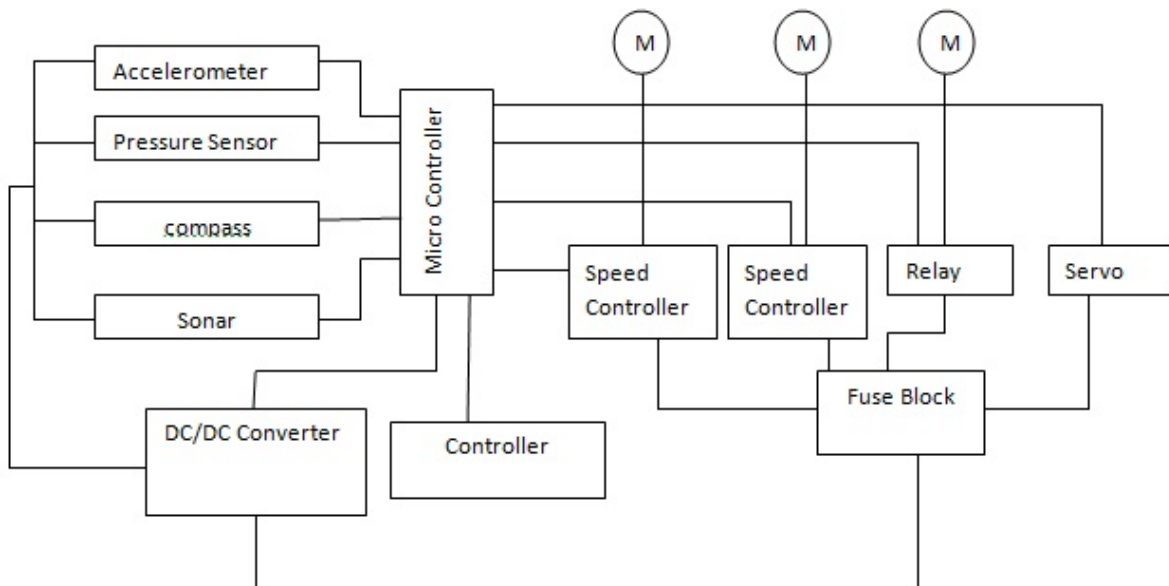 M
M
M
Accelerometer
Pressure Sensor
compass
Sonar
Micro Controller
Speed
Controller
Speed
Controller
Relay
Servo
DC/DC Converter
Controller
Fuse Block